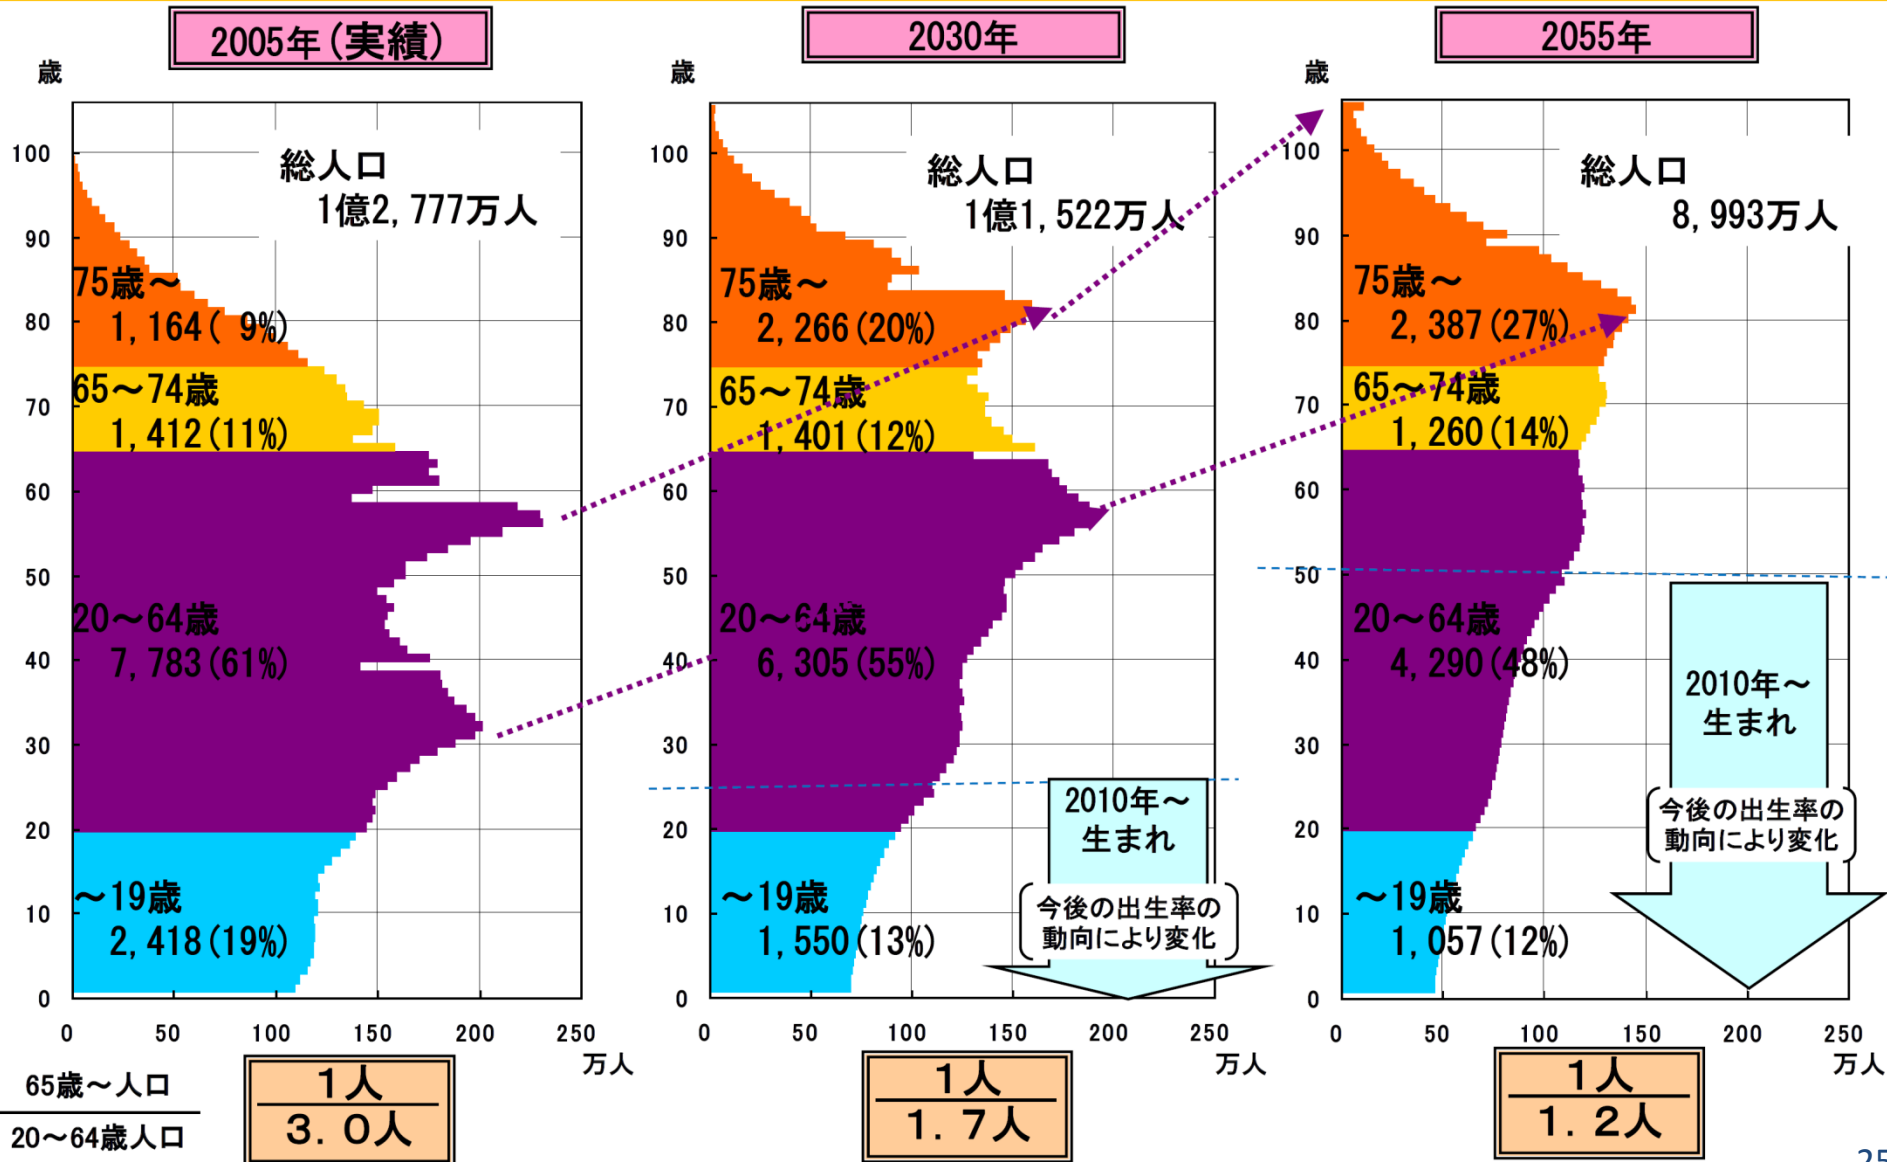 2005年(実績)
2030年
2055年
歳
100
90
80
70
60
50
40
30
20
10
0
総人口
1億2,777万人
75歳～
1,164( 9%)
65～74歳
1,412(11%)
20～64歳
7,783(61%)
～19歳
2,418(19%)
0 50 100 150 200 250
万人
歳
100
90
80
70
60
50
40
30
20
10
0
総人口
1億1,522万人
75歳～
2,266(20%)
65～74歳
1,401(12%)
20～64歳
6,305(55%)
～19歳
1,550(13%)
2010年～
生まれ
今後の出生率の
動向により変化
0 50 100 150 200 250
万人
歳
100
90
80
70
60
50
40
30
20
10
0
総人口
8,993万人
75歳～
2,387(27%)
65～74歳
1,260(14%)
20～64歳
4,290(48%)
～19歳
1,057(12%)
2010年～
生まれ
今後の出生率の
動向により変化
0 50 100 150 200 250
万人
65歳～人口
20～64歳人口
1人
3.0人
1人
1.7人
1人
1.2人
25